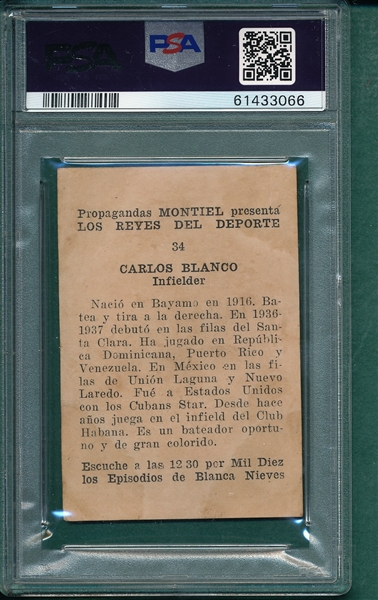 PSA
61433066
Propagandas MONTIEL presenta
LOS REYES DEL DEPORTE
34
CARLOS BLANCO
Infielder
Nació en Bayamo en 1916. Ba-
tea y tira a la derecha. En 1936-
1937 debutó en las filas del San-
ta Clara. Ha jugado en Repúbli-
ca Dominicana, Puerto Rico y
Venezuela. En México en las fi-
las de Unión Laguna y Nuevo
Laredo. Fué a Estados Unidos
con los Cubans Star. Desde hace
años juega en el infield del Club
Habana. Es un bateador oportu-
no y de gran colorido.
Escuche a las 12 30 por Mil Diez
los Episodios de Blanca Nieves